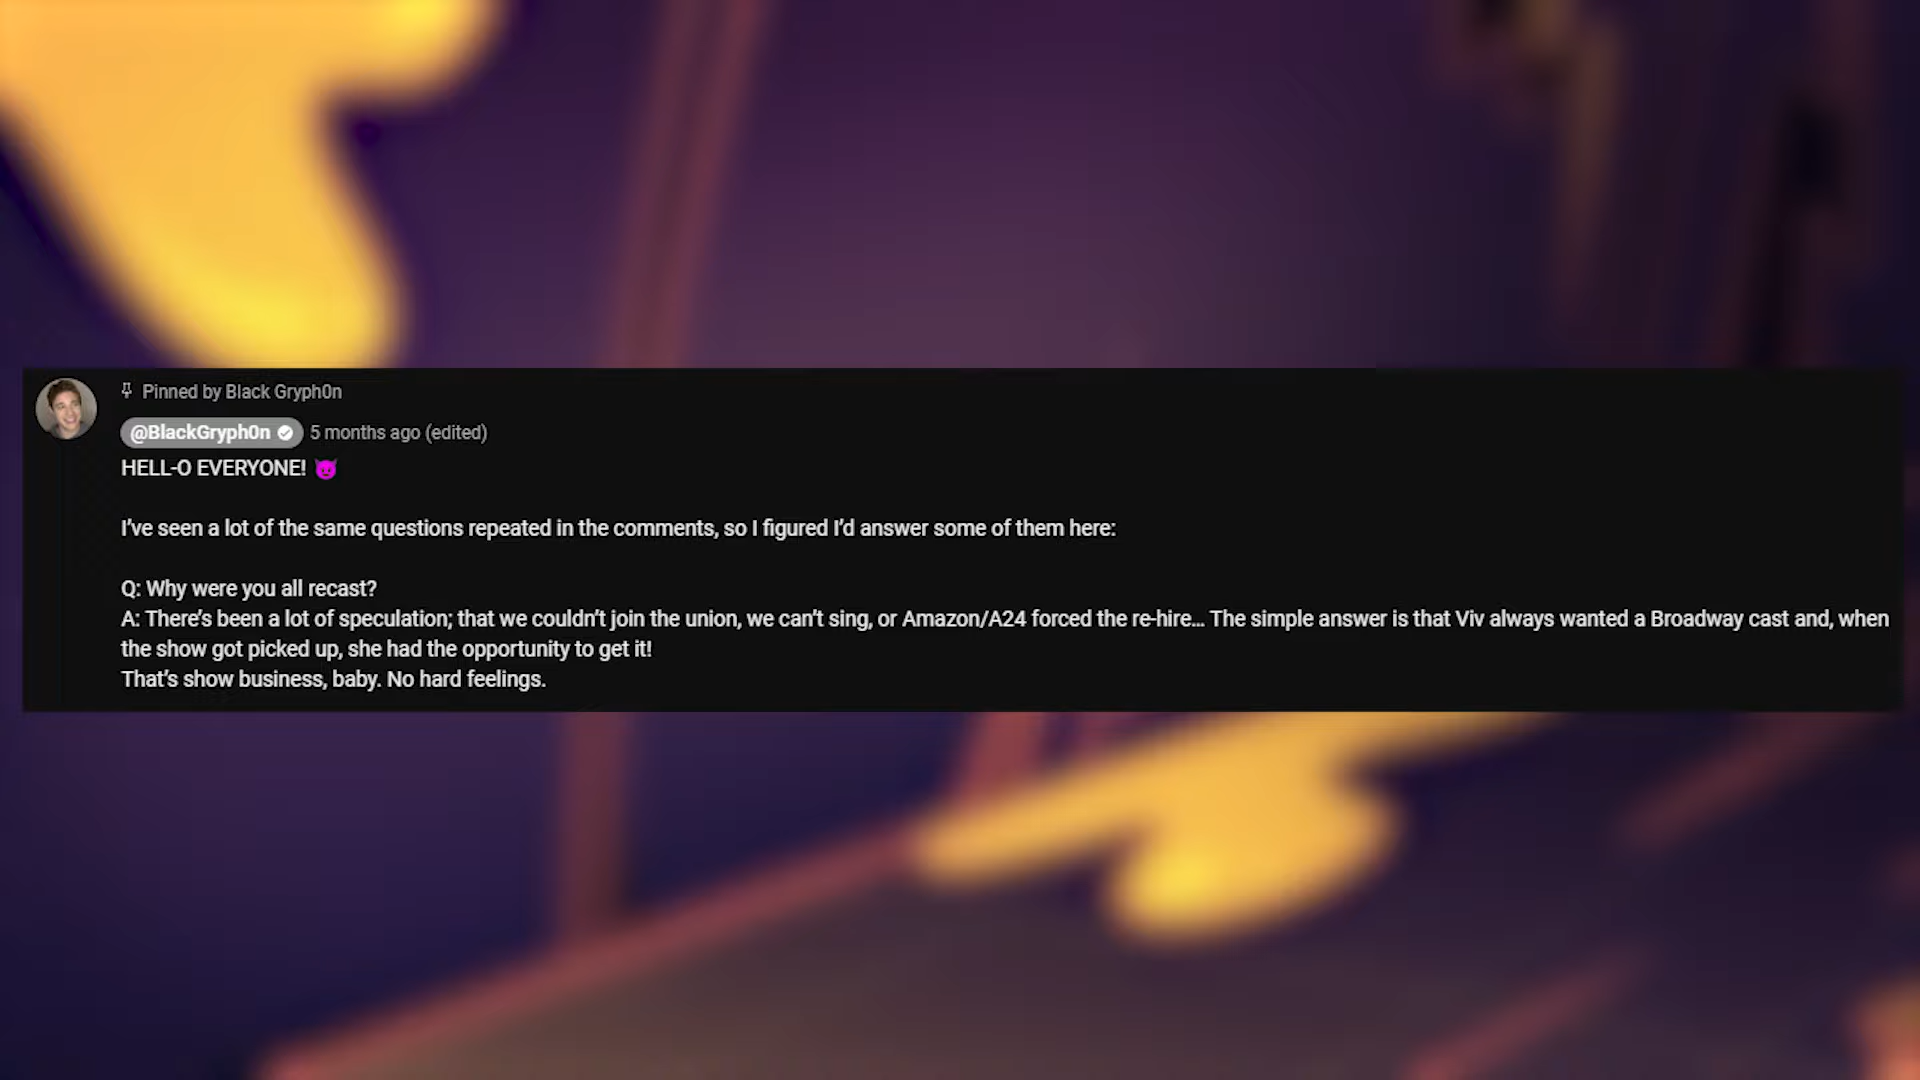 Pinned by Black Gryph0n
@BlackGryph0n 5 months ago (edited)
HELL-O EVERYONE! 😈
I've seen a lot of the same questions repeated in the comments, so I figured I'd answer some of them here:
Q: Why were you all recast?
A: There's been a lot of speculation; that we couldn't join the union, we can't sing, or Amazon/A24 forced the re-hire... The simple answer is that Viv always wanted a Broadway cast and, when
the show got picked up, she had the opportunity to get it!
That's show business, baby. No hard feelings.